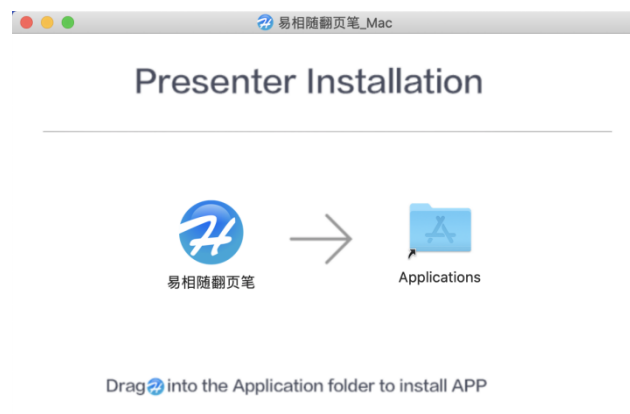 易相随翻页笔_Mac
Presenter Installation
易相随翻页笔
Applications
Drag into the Application folder to install APP